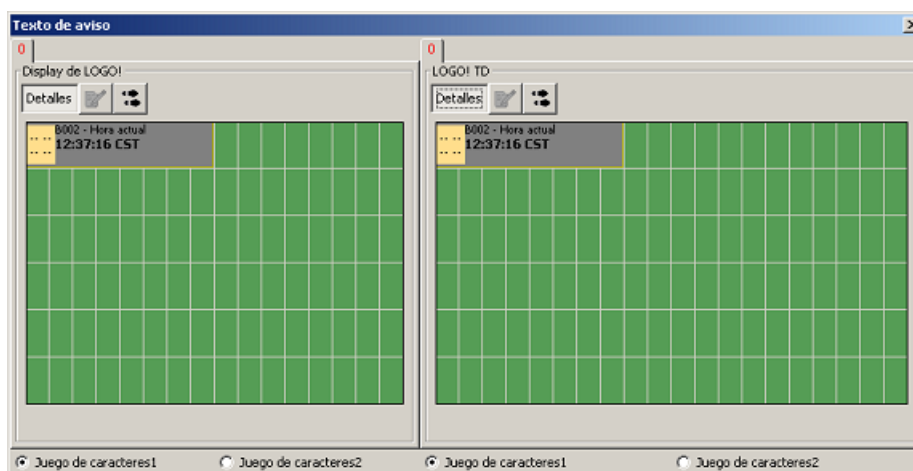 Texto de aviso
0
Display de LOGO!
Detalles
B002 - Hora actual
12:37:16 CST
Juego de caracteres1
Juego de caracteres2
0
LOGO! TD
Detalles
B002 - Hora actual
12:37:16 CST
Juego de caracteres1
Juego de caracteres2